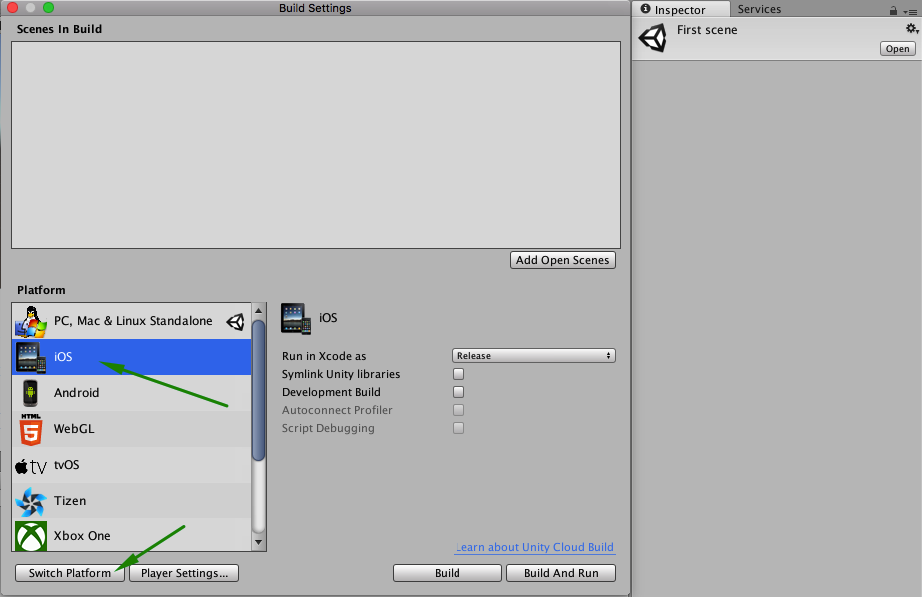 Build Settings
Inspector
Services
Scenes In Build
First scene
Open
Add Open Scenes
Platform
PC, Mac & Linux Standalone
iOS
Android
HTML
5
WebGL
tv
tvOS
Tizen
Xbox One
iOS
Run in Xcode as
Release
Symlink Unity libraries
Development Build
Autoconnect Profiler
Script Debugging
Learn about Unity Cloud Build
Switch Platform
Player Settings...
Build
Build And Run